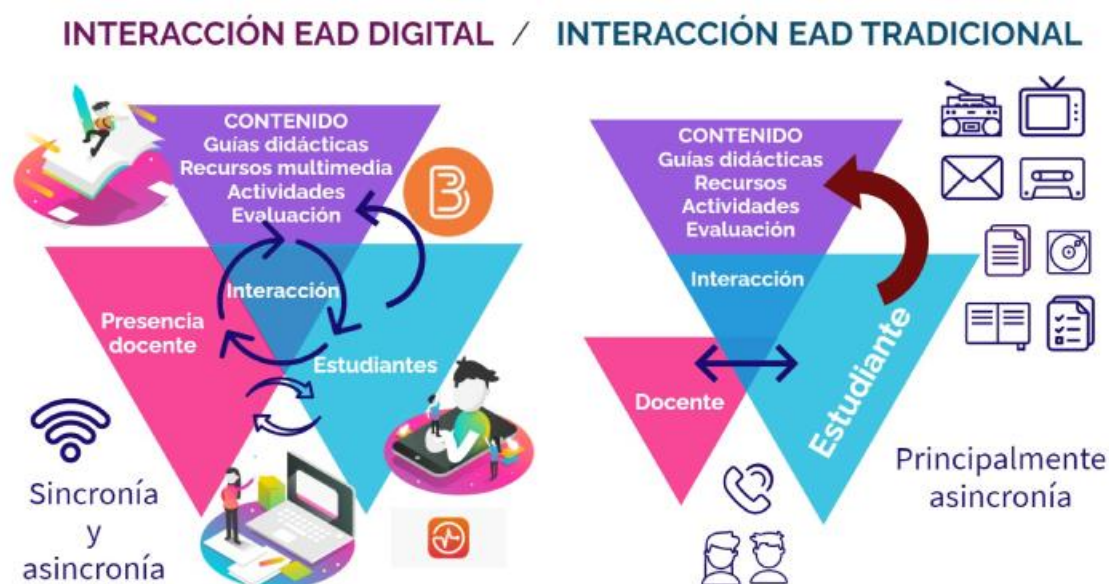 INTERACCIÓN EAD DIGITAL / INTERACCIÓN EAD TRADICIONAL
CONTENIDO
Guías didácticas
Recursos multimedia
Actividades
Evaluación
Interacción
Presencia
docente
Estudiantes
Sincronía
y
asincronía
CONTENIDO
Guías didácticas
Recursos
Actividades
Evaluación
Interacción
Docente
Estudiante
Principalmente
asincronía